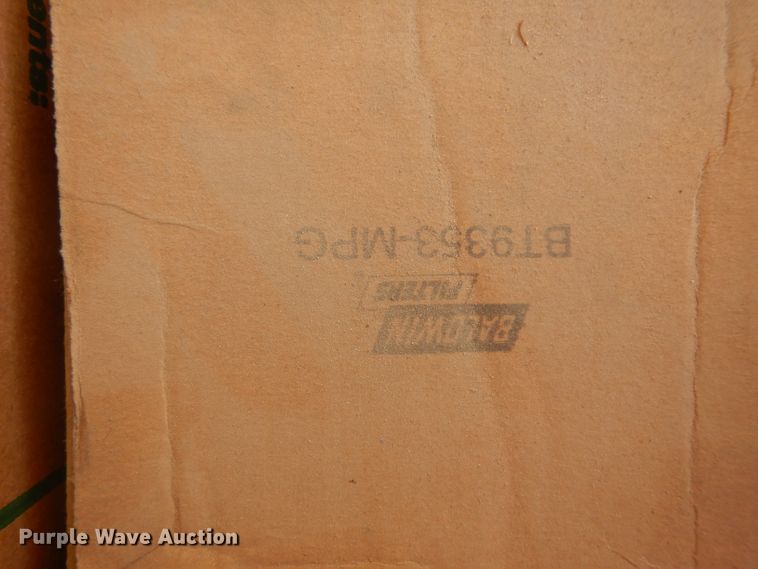 BALDWIN
FILTERS
BT9353-MPG
Purple Wave Auction